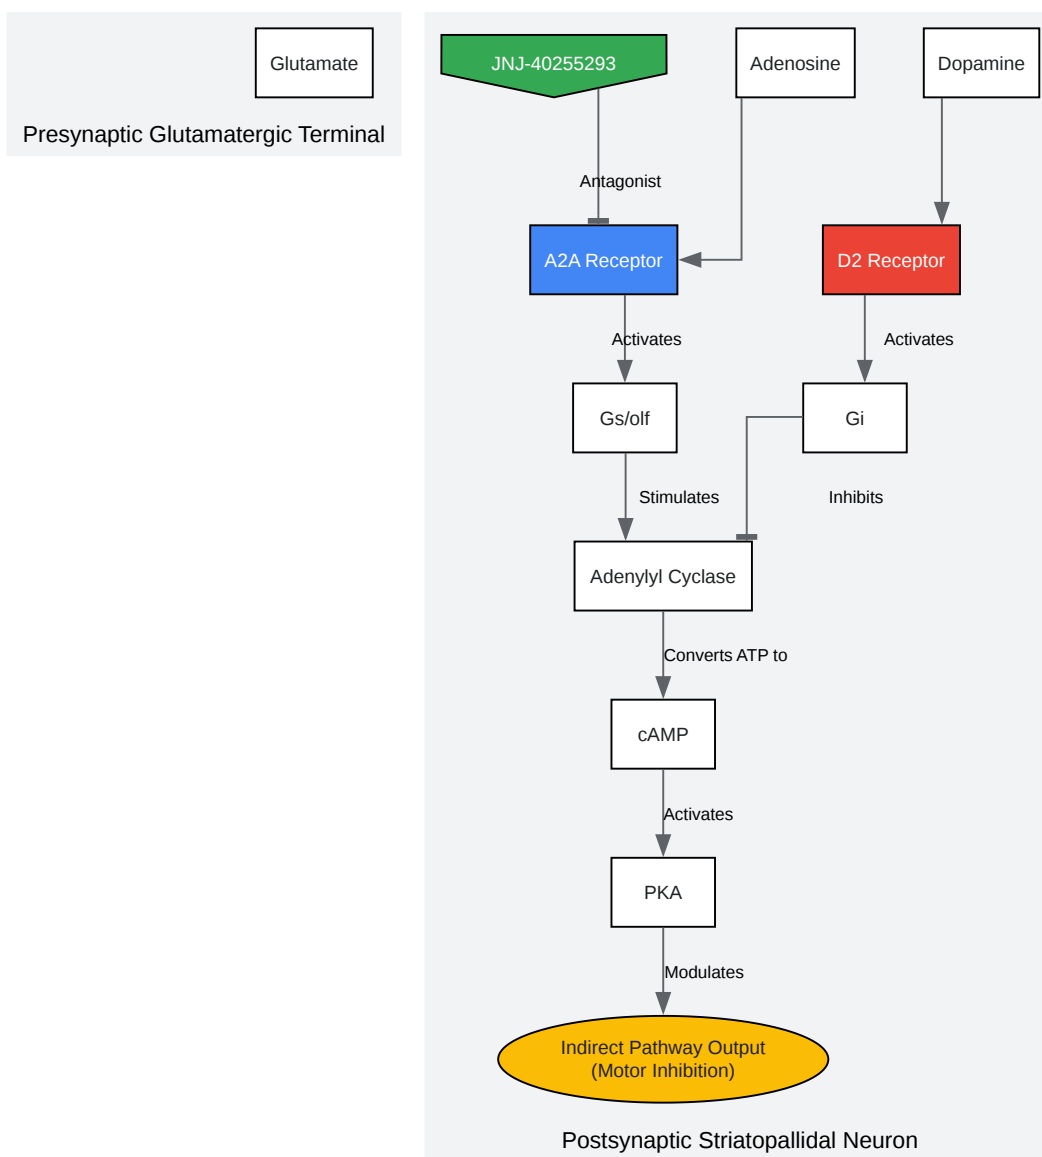 Glutamate
Presynaptic Glutamatergic Terminal
JNJ-40255293
Adenosine
Dopamine
Antagonist
A2A Receptor
D2 Receptor
Activates
Activates
Gs/olf
Gi
Stimulates
Inhibits
Adenylyl Cyclase
Converts ATP to
cAMP
Activates
PKA
Modulates
Indirect Pathway Output
(Motor Inhibition)
Postsynaptic Striatopallidal Neuron